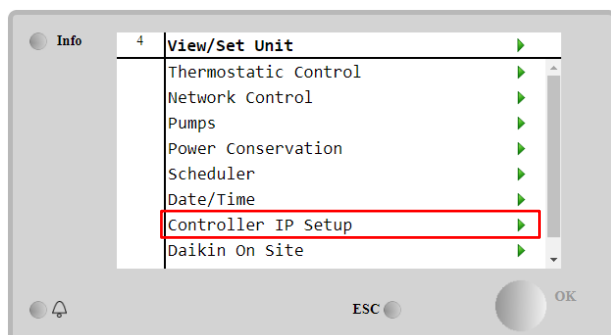 Info
4 View/Set Unit
Thermostatic Control
Network Control
Pumps
Power Conservation
Scheduler
Date/Time
Controller IP Setup
Daikin On Site
ESC
OK